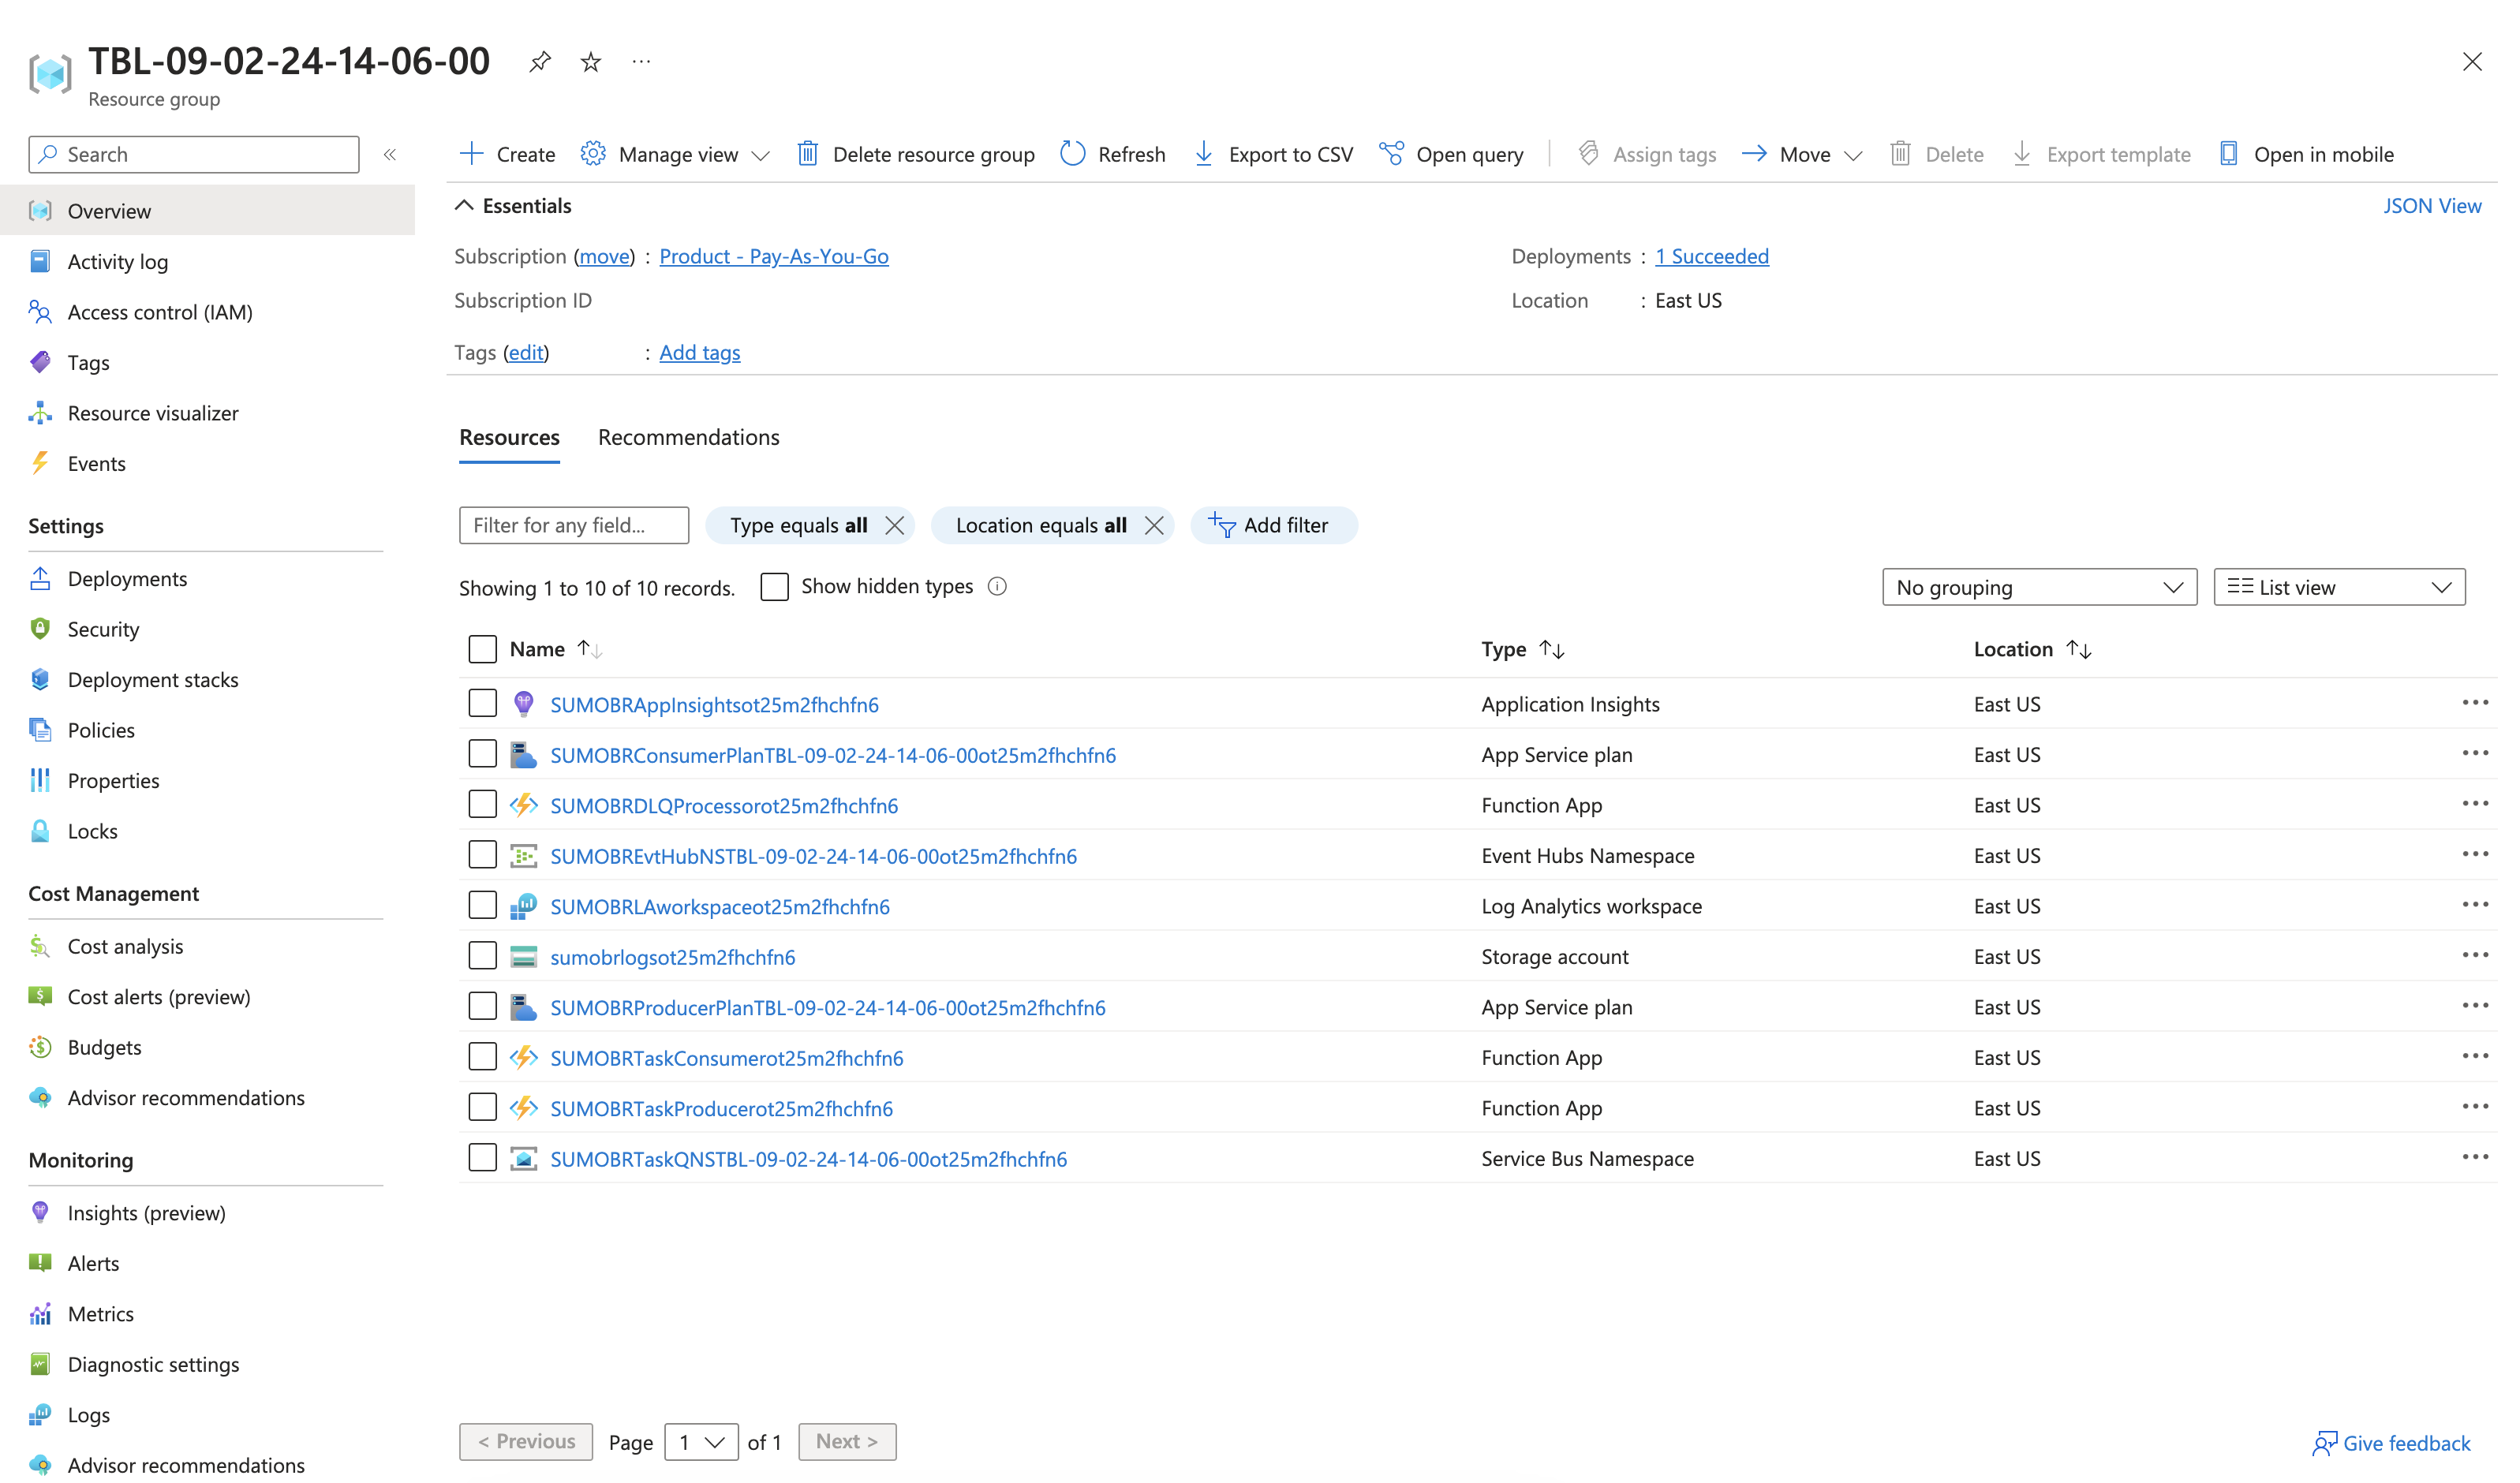 TBL-09-02-24-14-06-00
Resource group
Search
Overview
Activity log
Access control (IAM)
Tags
Resource visualizer
Events
Settings
Deployments
Security
Deployment stacks
Policies
Properties
Locks
Cost Management
Cost analysis
Cost alerts (preview)
Budgets
Advisor recommendations
Monitoring
Insights (preview)
Alerts
Metrics
Diagnostic settings
Logs
Advisor recommendations
Create Manage view Delete resource group Refresh Export to CSV Open query Assign tags Move Delete Export template Open in mobile
Essentials JSON View
Subscription (move) : Product - Pay-As-You-Go Deployments : 1 Succeeded
Subscription ID Location : East US
Tags (edit) : Add tags
Resources Recommendations
Filter for any field... Type equals all Location equals all Add filter
Showing 1 to 10 of 10 records. Show hidden types No grouping List view
Name Type Location
SUMOBRAppInsightsot25m2fhchfn6 Application Insights East US
SUMOBRConsumerPlanTBL-09-02-24-14-06-00ot25m2fhchfn6 App Service plan East US
SUMOBRDLQProcessorot25m2fhchfn6 Function App East US
SUMOBREvtHubNSTBL-09-02-24-14-06-00ot25m2fhchfn6 Event Hubs Namespace East US
SUMOBRLAworkspaceot25m2fhchfn6 Log Analytics workspace East US
sumobrlogsot25m2fhchfn6 Storage account East US
SUMOBRProducerPlanTBL-09-02-24-14-06-00ot25m2fhchfn6 App Service plan East US
SUMOBRTaskConsumerot25m2fhchfn6 Function App East US
SUMOBRTaskProducerot25m2fhchfn6 Function App East US
SUMOBRTaskQNSTBL-09-02-24-14-06-00ot25m2fhchfn6 Service Bus Namespace East US
< Previous Page 1 of 1 Next > Give feedback